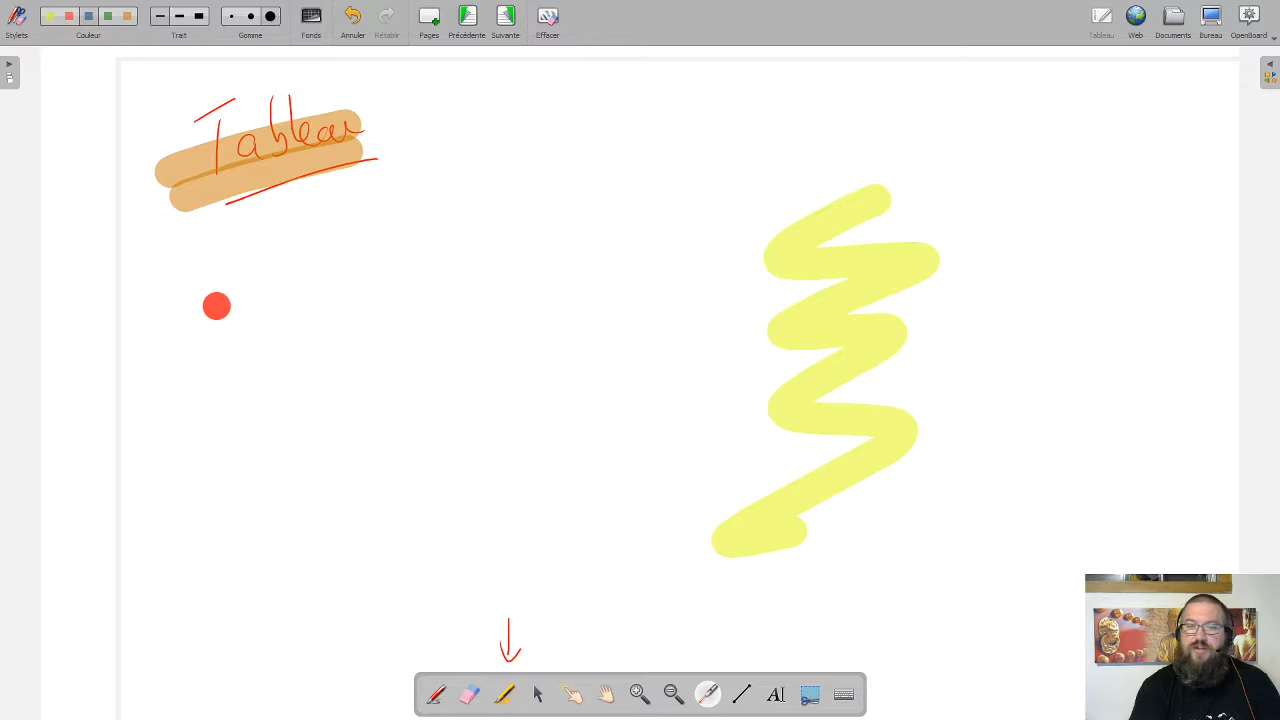 Stylets Couleur Trait Gomme Fonds Annuler Rétablir Pages Précédente Suivante Effacer Tableau Web Documents Bureau OpenBoard
Tableau
A